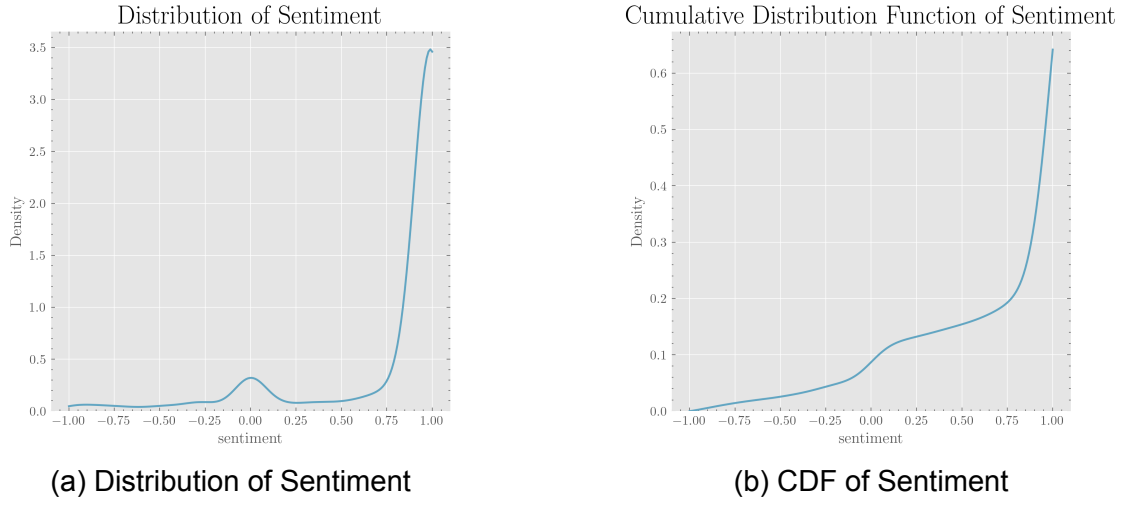 Distribution of Sentiment
3.5
3.0
2.5
2.0
1.5
1.0
0.5
0.0
Density
−1.00 −0.75 −0.50 −0.25 0.00 0.25 0.50 0.75 1.00
sentiment
(a) Distribution of Sentiment
Cumulative Distribution Function of Sentiment
0.6
0.5
0.4
0.3
0.2
0.1
0.0
Density
−1.00 −0.75 −0.50 −0.25 0.00 0.25 0.50 0.75 1.00
sentiment
(b) CDF of Sentiment